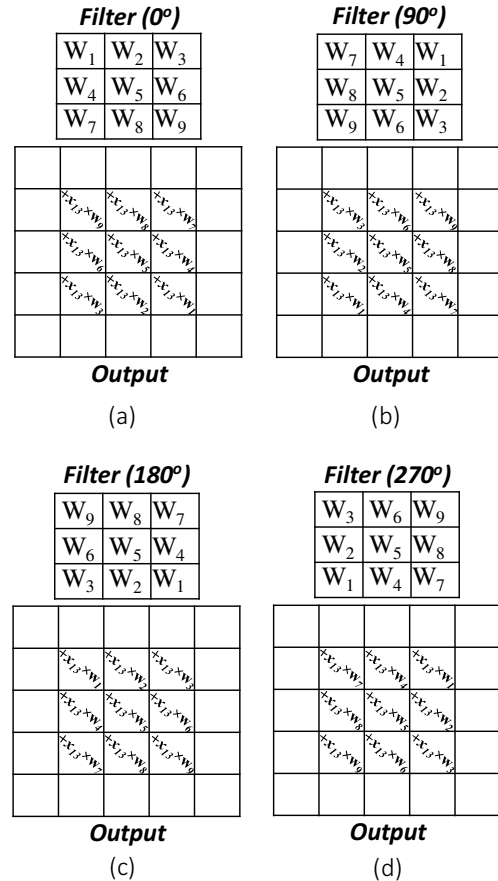 Filter (0°)
W₁ W₂ W₃
W₄ W₅ W₆
W₇ W₈ W₉
+x₁₃×w₉ +x₁₃×w₈ +x₁₃×w₇
+x₁₃×w₆ +x₁₃×w₅ +x₁₃×w₄
+x₁₃×w₃ +x₁₃×w₂ +x₁₃×w₁
Output
(a)
Filter (90°)
W₇ W₄ W₁
W₈ W₅ W₂
W₉ W₆ W₃
+x₁₃×w₃ +x₁₃×w₆ +x₁₃×w₉
+x₁₃×w₂ +x₁₃×w₅ +x₁₃×w₈
+x₁₃×w₁ +x₁₃×w₄ +x₁₃×w₇
Output
(b)
Filter (180°)
W₉ W₈ W₇
W₆ W₅ W₄
W₃ W₂ W₁
+x₁₃×w₁ +x₁₃×w₂ +x₁₃×w₃
+x₁₃×w₄ +x₁₃×w₅ +x₁₃×w₆
+x₁₃×w₇ +x₁₃×w₈ +x₁₃×w₉
Output
(c)
Filter (270°)
W₃ W₆ W₉
W₂ W₅ W₈
W₁ W₄ W₇
+x₁₃×w₇ +x₁₃×w₄ +x₁₃×w₁
+x₁₃×w₈ +x₁₃×w₅ +x₁₃×w₂
+x₁₃×w₉ +x₁₃×w₆ +x₁₃×w₃
Output
(d)